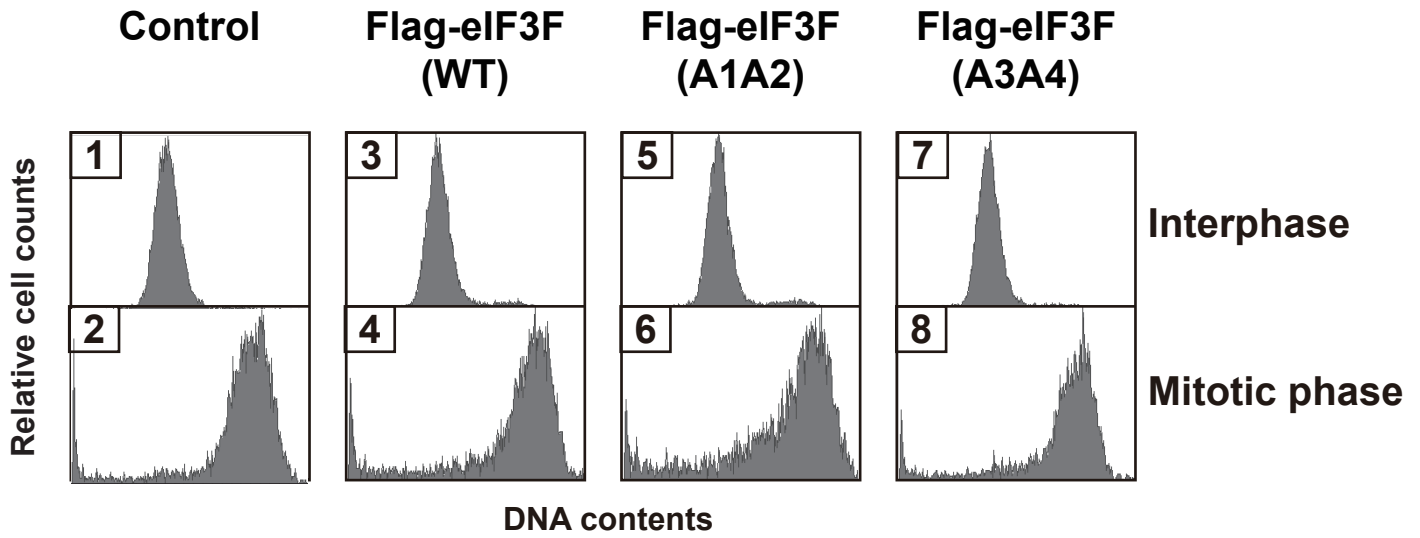 Control
Flag-eIF3F
(WT)
Flag-eIF3F
(A1A2)
Flag-eIF3F
(A3A4)
Relative cell counts
1
3
5
7
Interphase
2
4
6
8
Mitotic phase
DNA contents